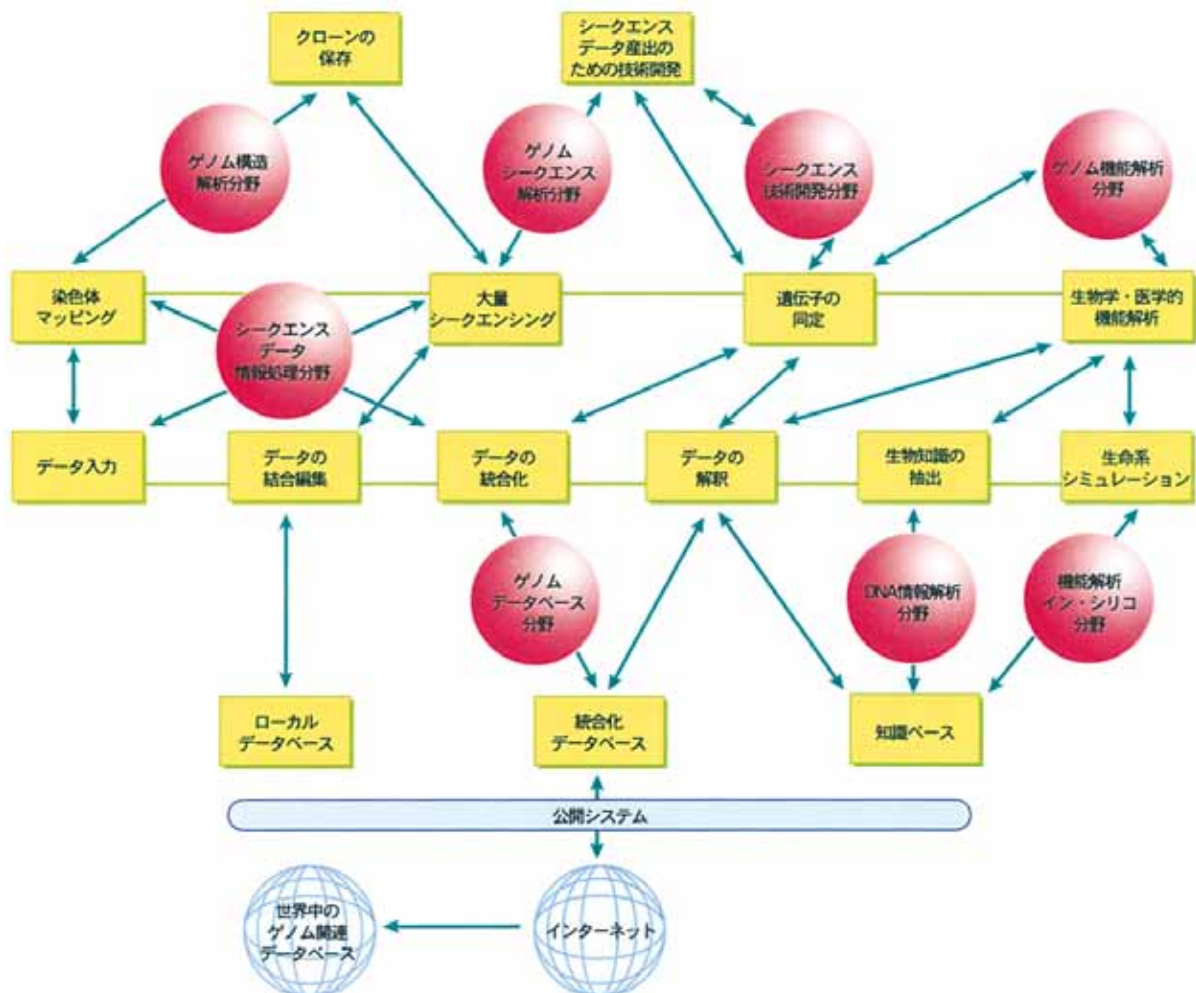 クローンの
保存
シークエンス
データ産出の
ための技術開発
ゲノム構造
解析分野
ゲノム
シークエンス
解析分野
シークエンス
技術開発分野
ゲノム機能解析
分野
染色体
マッピング
大量
シークエンシング
遺伝子の
同定
生物学・医学的
機能解析
シークエンス
データ
情報処理分野
データ入力
データの
結合編集
データの
統合化
データの
解釈
生物知識の
抽出
生命系
シミュレーション
ゲノム
データベース
分野
DNA情報解析
分野
機能解析
イン・シリコ
分野
ローカル
データベース
統合化
データベース
知識ベース
公開システム
世界中の
ゲノム関連
データベース
インターネット